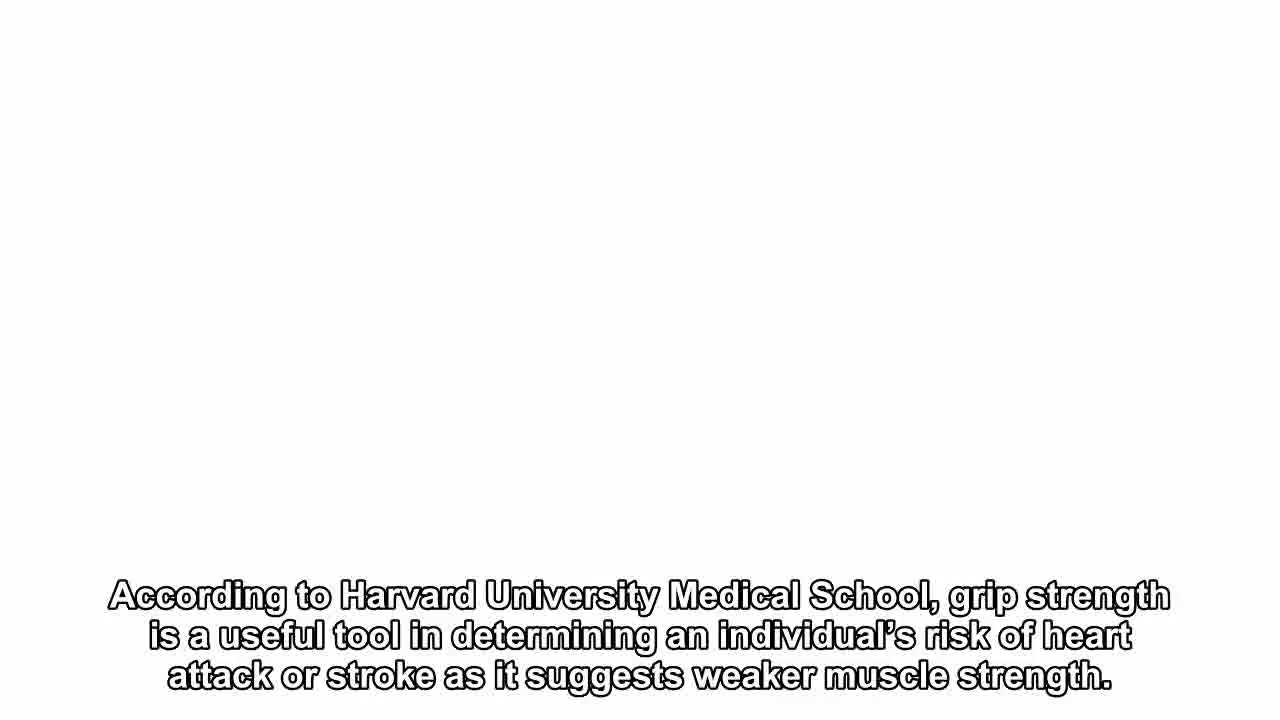 According to Harvard University Medical School, grip strength
is a useful tool in determining an individual’s risk of heart
attack or stroke as it suggests weaker muscle strength.